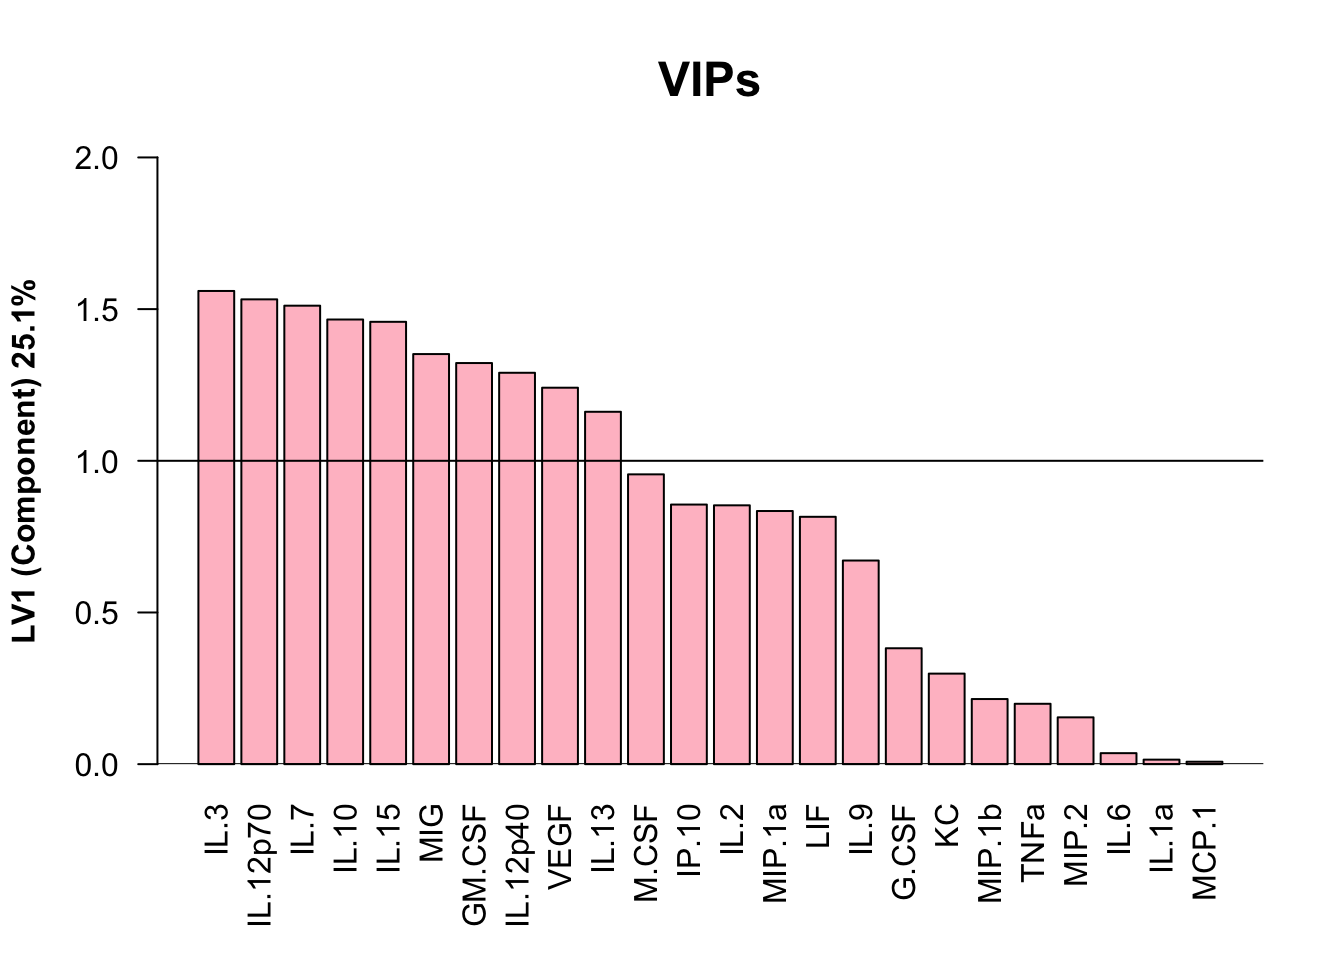 VIPs
LV1 (Component) 25.1%
2.0
1.5
1.0
0.5
0.0
IL.3
IL.12p70
IL.7
IL.10
IL.15
MIG
GM.CSF
IL.12p40
VEGF
IL.13
M.CSF
IP.10
IL.2
MIP.1a
LIF
IL.9
G.CSF
KC
MIP.1b
TNFa
MIP.2
IL.6
IL.1a
MCP.1